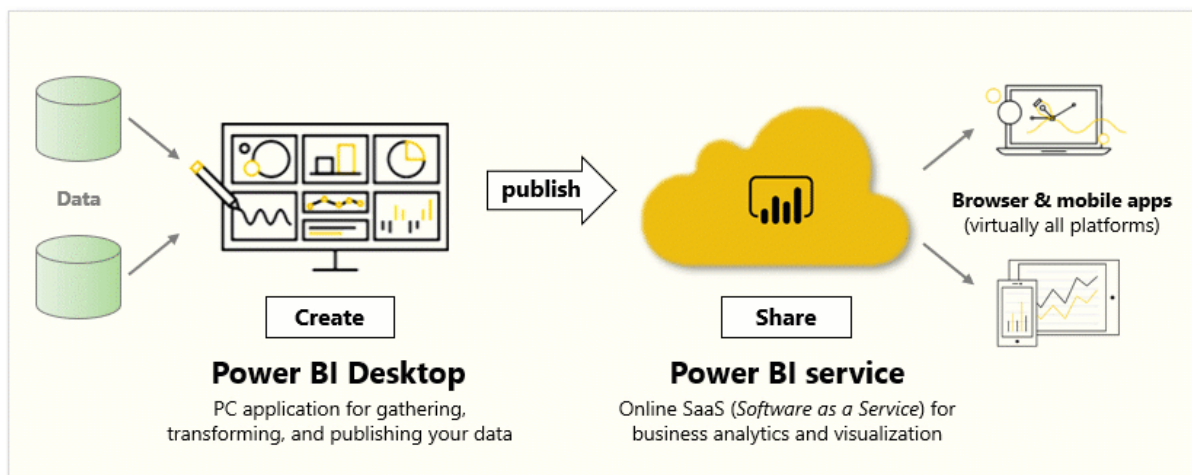 Data
publish
Browser & mobile apps
(virtually all platforms)
Create
Share
Power BI Desktop
PC application for gathering,
transforming, and publishing your data
Power BI service
Online SaaS (Software as a Service) for
business analytics and visualization